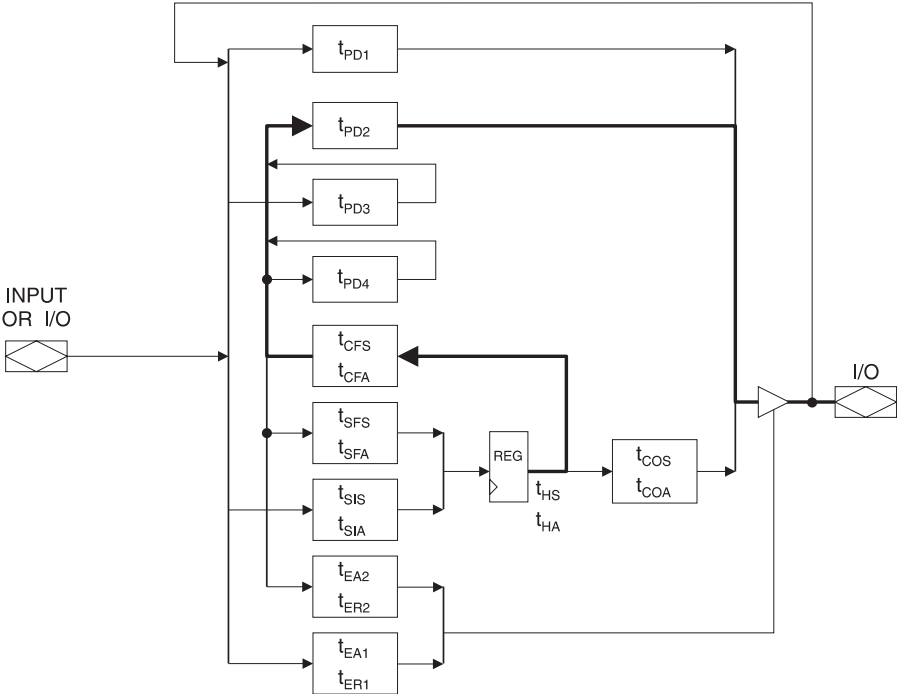 tPD1
tPD2
tPD3
tPD4
INPUT
OR I/O
tCFS
tCFA
I/O
tSFS
tSFA
REG
tCOS
tCOA
tHS
tHA
tSIS
tSIA
tEA2
tER2
tEA1
tER1